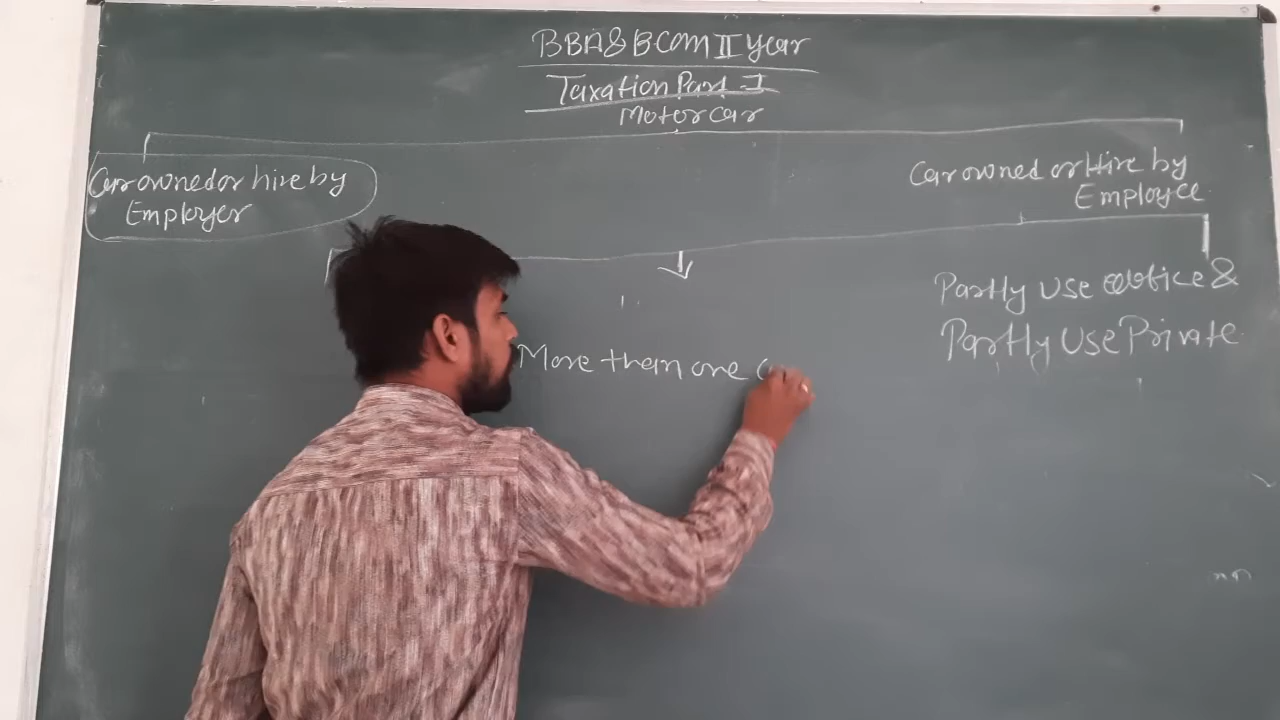 BBA & BCOM II year
Taxation Part-I
Motor car
Car owned or hire by
Employer
Car owned or Hire by
Employee
Partly use office &
Partly Use Private
More then one